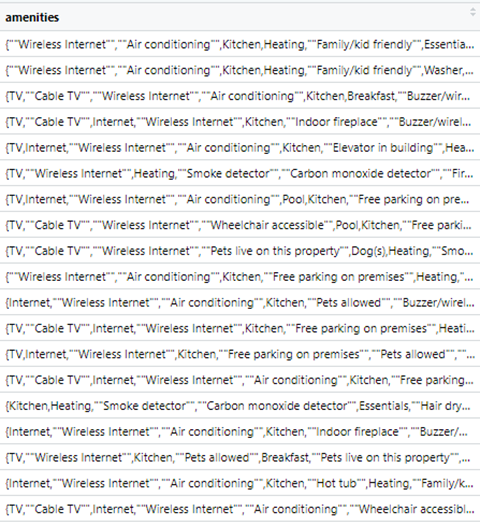 amenities
{""Wireless Internet"",""Air conditioning"",Kitchen,Heating,""Family/kid friendly"",Essentia...
{""Wireless Internet"",""Air conditioning"",Kitchen,Heating,""Family/kid friendly"",Washer,...
{TV,""Cable TV"",""Wireless Internet"",""Air conditioning"",Kitchen,Breakfast,""Buzzer/wir...
{TV,""Cable TV"",Internet,""Wireless Internet"",Kitchen,""Indoor fireplace"",""Buzzer/wirel...
{TV,Internet,""Wireless Internet"",""Air conditioning"",Kitchen,""Elevator in building"",Hea...
{TV,""Wireless Internet"",Heating,""Smoke detector"",""Carbon monoxide detector"",""Fir...
{TV,Internet,""Wireless Internet"",""Air conditioning"",Pool,Kitchen,""Free parking on pre...
{TV,""Cable TV"",""Wireless Internet"",""Wheelchair accessible"",Pool,Kitchen,""Free parki...
{TV,""Cable TV"",""Wireless Internet"",""Pets live on this property"",Dog(s),Heating,""Smo...
{""Wireless Internet"",""Air conditioning"",Kitchen,""Free parking on premises"",Heating,"...
{Internet,""Wireless Internet"",""Air conditioning"",Kitchen,""Pets allowed"",""Buzzer/wirel...
{TV,""Cable TV"",Internet,""Wireless Internet"",Kitchen,""Free parking on premises"",Heati...
{TV,Internet,""Wireless Internet"",Kitchen,""Free parking on premises"",""Pets allowed"",""...
{TV,""Cable TV"",Internet,""Wireless Internet"",""Air conditioning"",Kitchen,""Free parking...
{Kitchen,Heating,""Smoke detector"",""Carbon monoxide detector"",Essentials,""Hair dry...
{Internet,""Wireless Internet"",""Air conditioning"",Kitchen,""Indoor fireplace"",""Buzzer/...
{TV,""Wireless Internet"",Kitchen,""Pets allowed"",Breakfast,""Pets live on this property"",...
{Internet,""Wireless Internet"",""Air conditioning"",Kitchen,""Hot tub"",Heating,""Family/k...
{TV,""Cable TV"",Internet,""Wireless Internet"",""Air conditioning"",""Wheelchair accessibl...